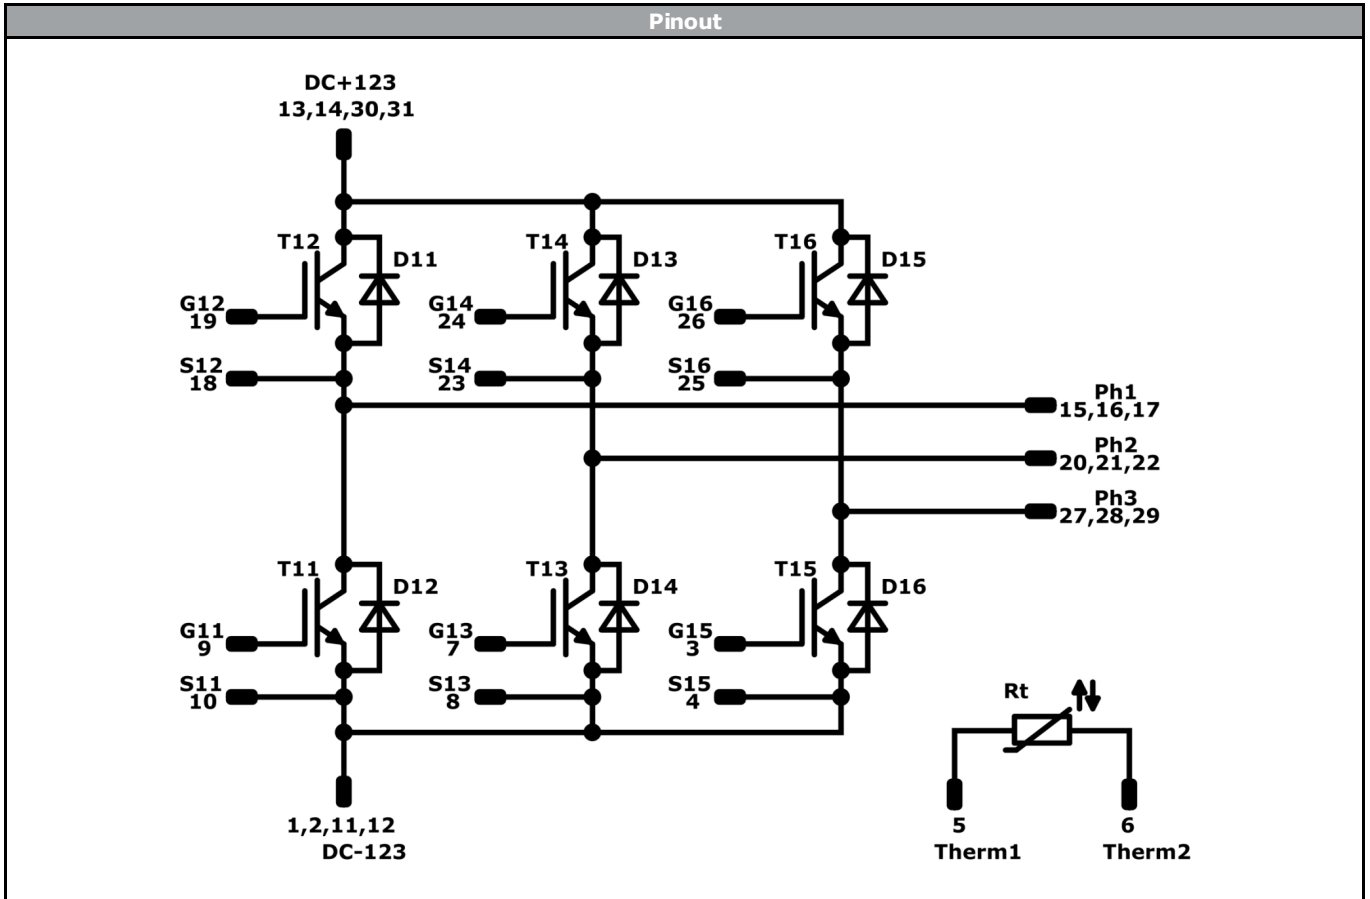 Pinout
DC+123
13,14,30,31
T12
D11
T14
D13
T16
D15
G12
19
G14
24
G16
26
S12
18
S14
23
S16
25
Ph1
15,16,17
Ph2
20,21,22
Ph3
27,28,29
T11
D12
T13
D14
T15
D16
G11
9
G13
7
G15
3
S11
10
S13
8
S15
4
Rt
1,2,11,12
DC-123
5
Therm1
6
Therm2